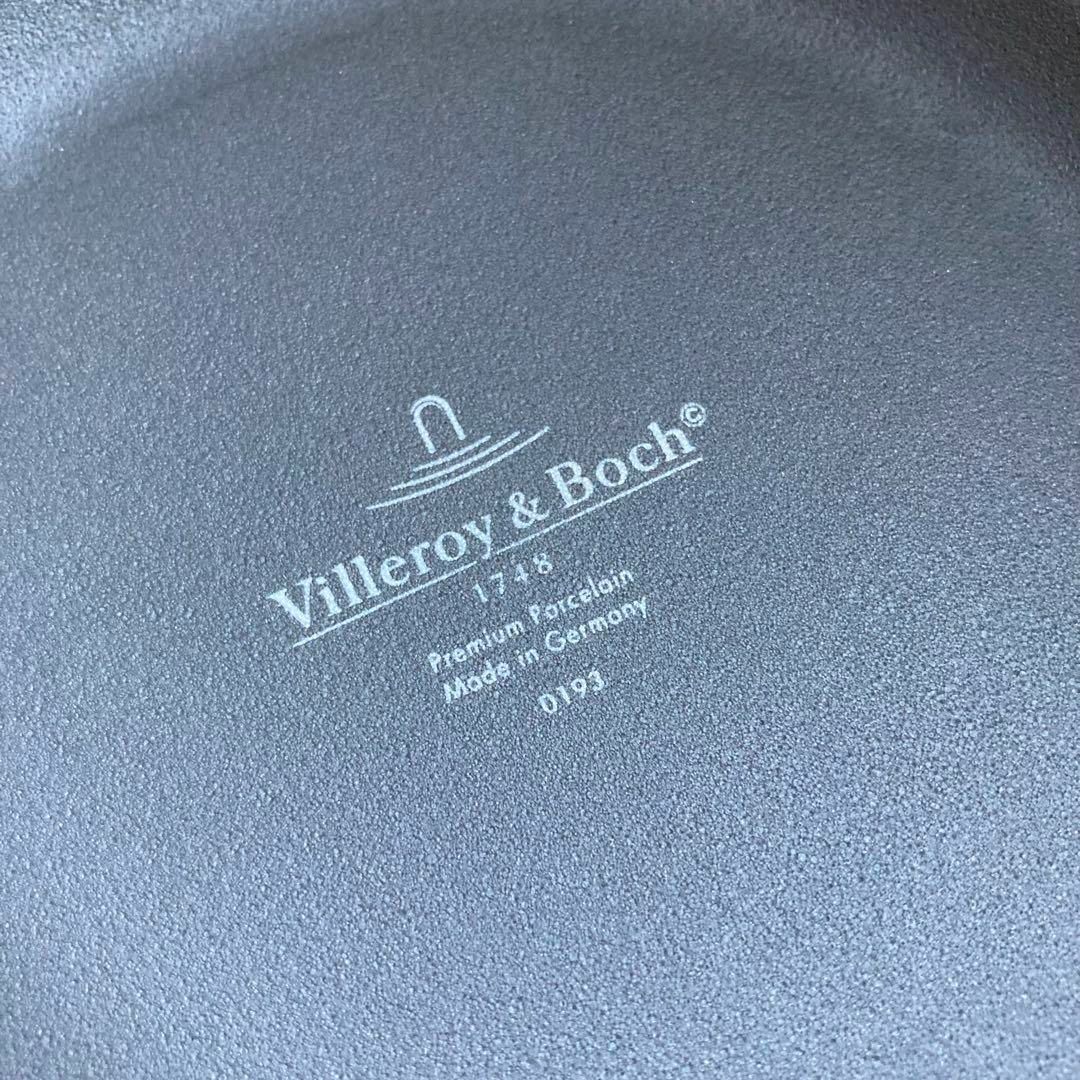 Villeroy & Boch©
1748
Premium Porcelain
Made in Germany
0193